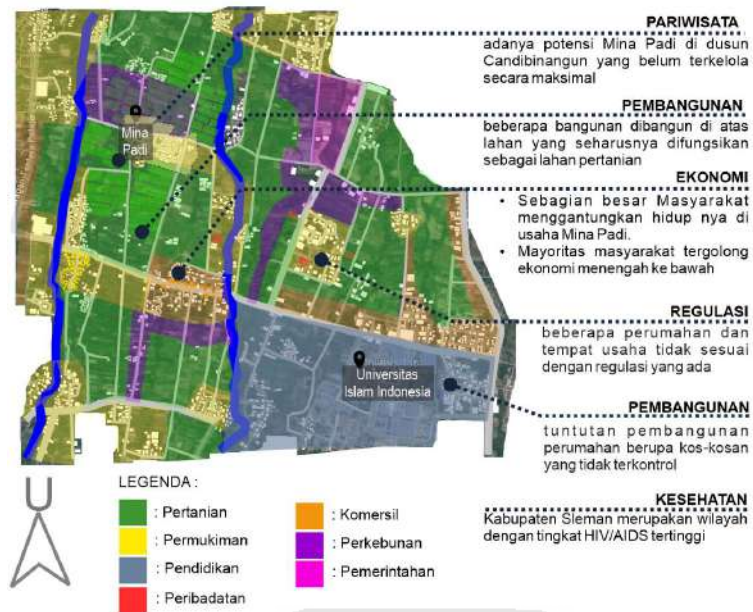 PARIWISATA
adanya potensi Mina Padi di dusun
Candibinangun yang belum terkelola
secara maksimal
PEMBANGUNAN
beberapa bangunan dibangun di atas
lahan yang seharusnya difungsikan
sebagai lahan pertanian
EKONOMI
• Sebagian besar Masyarakat
menggantungkan hidup nya di
usaha Mina Padi.
• Mayoritas masyarakat tergolong
ekonomi menengah ke bawah
REGULASI
beberapa perumahan dan
tempat usaha tidak sesuai
dengan regulasi yang ada
PEMBANGUNAN
tuntutan pembangunan
perumahan berupa kos-kosan
yang tidak terkontrol
KESEHATAN
Kabupaten Sleman merupakan wilayah
dengan tingkat HIV/AIDS tertinggi
Mina
Padi
Universitas
Islam Indonesia
U
LEGENDA :
: Pertanian
: Permukiman
: Pendidikan
: Peribadatan
: Komersil
: Perkebunan
: Pemerintahan